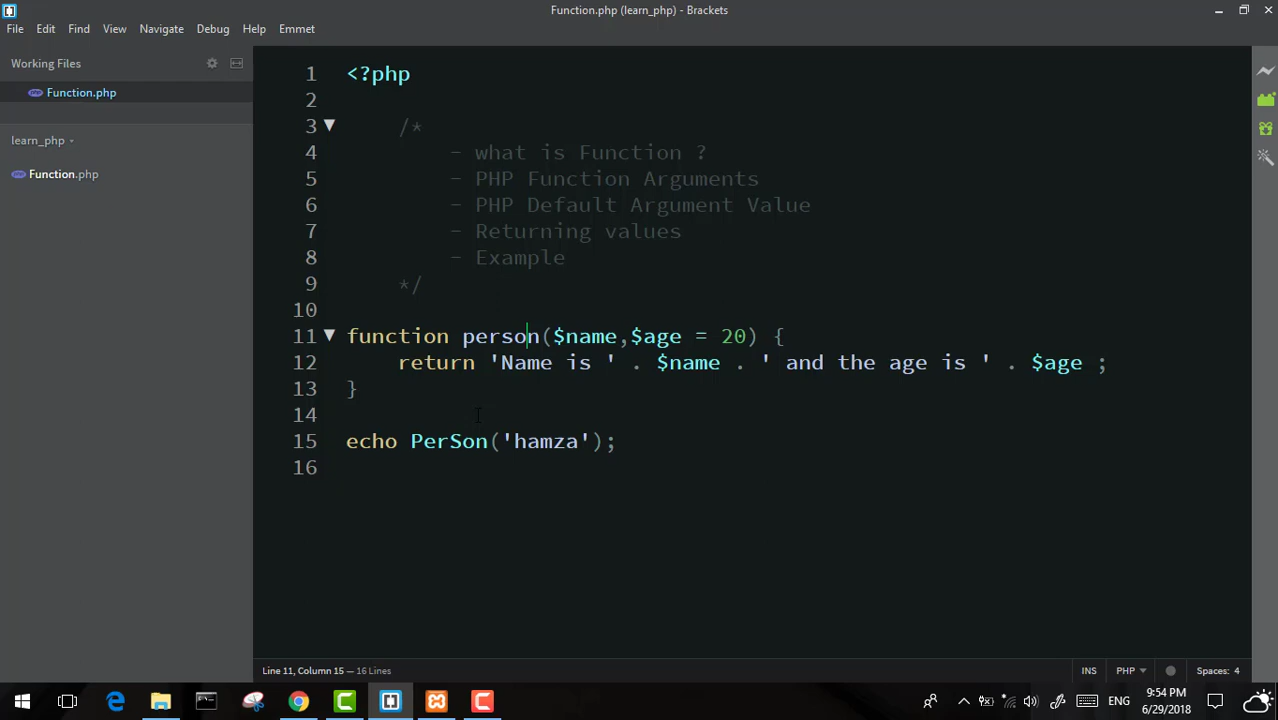 Function.php (learn_php) - Brackets
File Edit Find View Navigate Debug Help Emmet
Working Files
Function.php
learn_php
Function.php
1 <?php
2
3 /*
4 - what is Function ?
5 - PHP Function Arguments
6 - PHP Default Argument Value
7 - Returning values
8 - Example
9 */
10
11 function person($name,$age = 20) {
12 return 'Name is ' . $name . ' and the age is ' . $age ;
13 }
14
15 echo PerSon('hamza');
16
Line 11, Column 15 — 16 Lines
INS PHP Spaces: 4
ENG
9:54 PM
6/29/2018